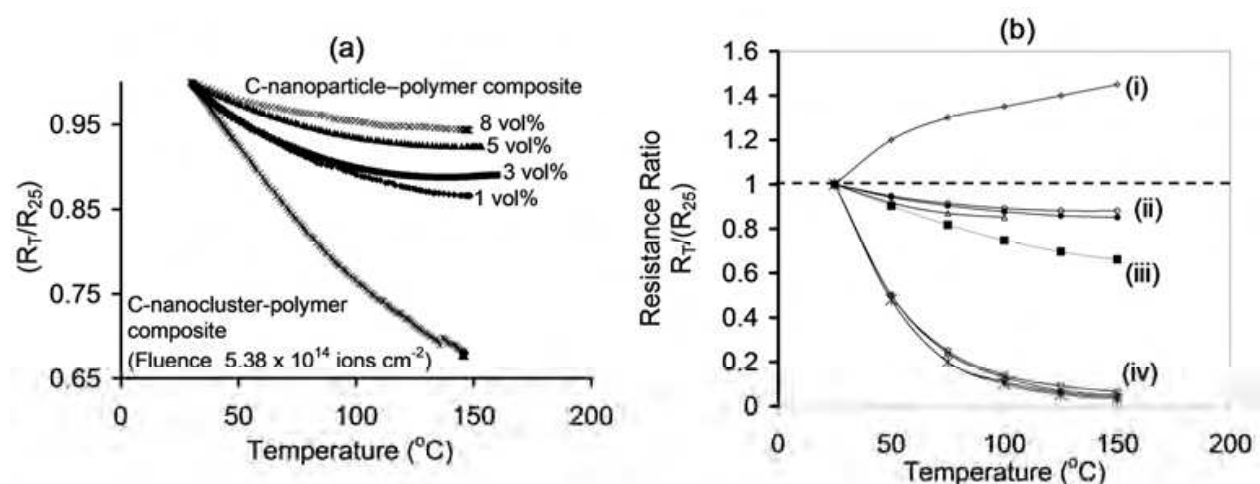 (a)
C-nanoparticle–polymer composite
8 vol%
5 vol%
3 vol%
1 vol%
0.95
0.85
0.75
0.65
(R_T/R_25)
C-nanocluster-polymer
composite
(Fluence 5.38 x 10^14 ions cm^-2)
0 50 100 150 200
Temperature (°C)
(b)
1.6
1.4
1.2
1
0.8
0.6
0.4
0.2
0
Resistance Ratio
R_T/(R_25)
(i)
(ii)
(iii)
(iv)
0 50 100 150 200
Temperature (°C)